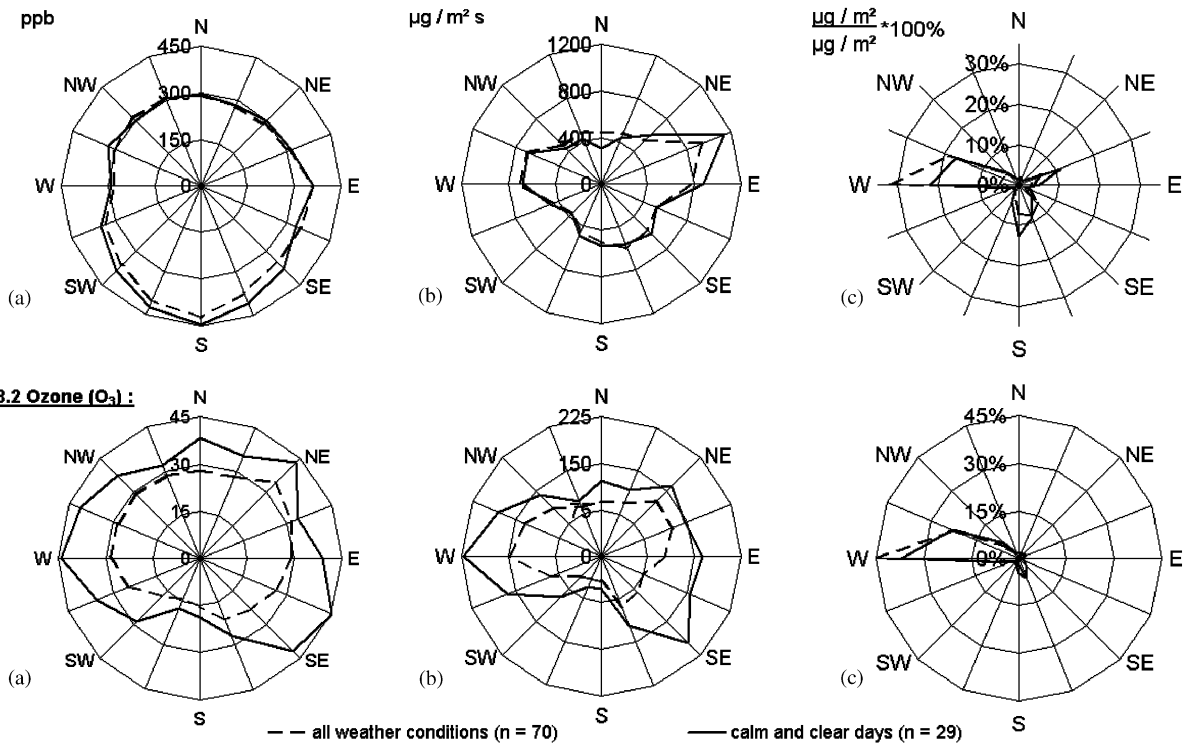 ppb
N
450
300
150
0
NW
NE
W
E
SW
SE
S
(a)
µg / m² s
N
1200
800
400
0
NW
NE
W
E
SW
SE
S
(b)
µg / m²
µg / m²
*100%
N
30%
20%
10%
0%
NW
NE
W
E
SW
SE
S
(c)
3.2 Ozone (O₃) :
N
45
30
15
0
NW
NE
W
E
SW
SE
S
(a)
N
225
150
75
0
NW
NE
W
E
SW
SE
S
(b)
N
45%
30%
15%
0%
NW
NE
W
E
SW
SE
S
(c)
all weather conditions (n = 70)
calm and clear days (n = 29)